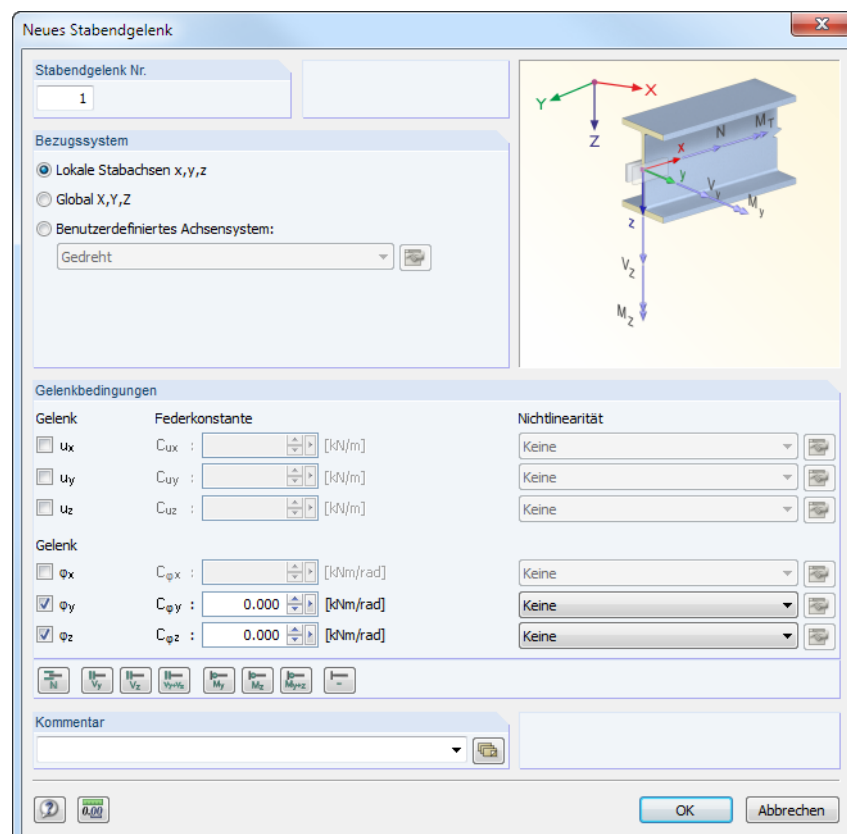 Neues Stabendgelenk
Stabendgelenk Nr.
1
Bezugssystem
Lokale Stabachsen x,y,z
Global X,Y,Z
Benutzerdefiniertes Achsensystem:
Gedreht
X
Y
Z
N
MT
x
y
Vy
My
z
Vz
Mz
Gelenkbedingungen
Gelenk Federkonstante Nichtlinearität
ux Cux : [kN/m] Keine
uy Cuy : [kN/m] Keine
uz Cuz : [kN/m] Keine
Gelenk
φx Cφx : [kNm/rad] Keine
φy Cφy : 0.000 [kNm/rad] Keine
φz Cφz : 0.000 [kNm/rad] Keine
N Vy Vz Vy+Vz My Mz My+z -
Kommentar
0.00
OK Abbrechen